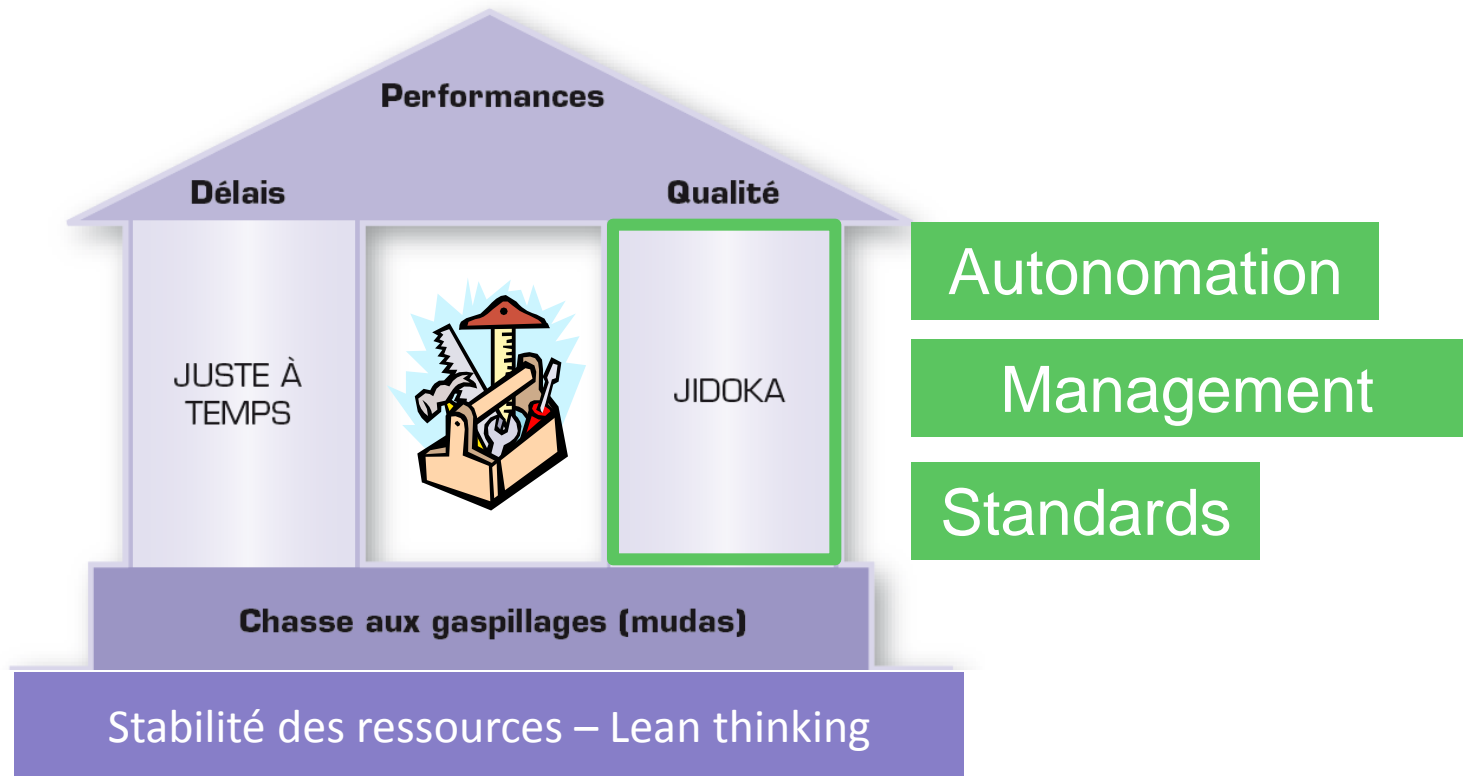 Performances
Délais
Qualité
JUSTE À
TEMPS
JIDOKA
Autonomation
Management
Standards
Chasse aux gaspillages (mudas)
Stabilité des ressources – Lean thinking